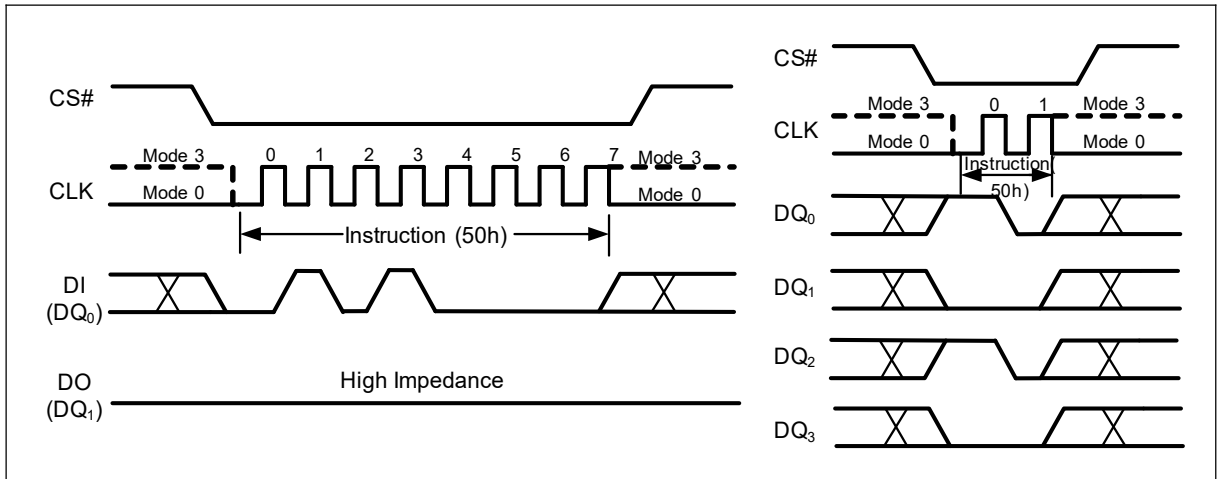 CS#
Mode 3 0 1 2 3 4 5 6 7 Mode 3
CLK
Mode 0 Mode 0
Instruction (50h)
DI
(DQ0)
High Impedance
DO
(DQ1)
CS#
Mode 3 0 1 Mode 3
CLK
Mode 0 Mode 0
Instruction(
50h)
DQ0
DQ1
DQ2
DQ3